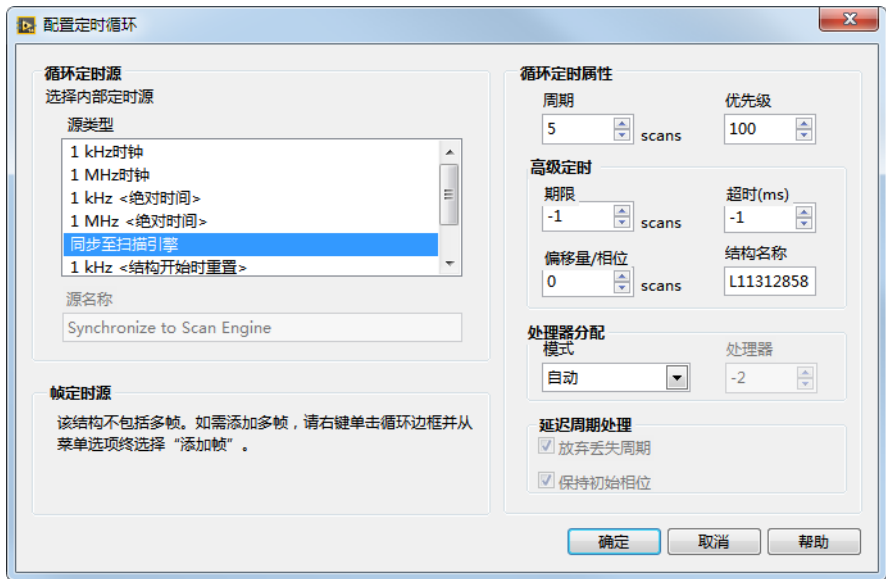 配置定时循环
循环定时源
选择内部定时源
源类型
1 kHz时钟
1 MHz时钟
1 kHz <绝对时间>
1 MHz <绝对时间>
同步至扫描引擎
1 kHz <结构开始时重置>
源名称
Synchronize to Scan Engine
帧定时源
该结构不包括多帧。如需添加多帧，请右键单击循环边框并从
菜单选项终选择“添加帧”。
循环定时属性
周期
优先级
5
scans
100
高级定时
期限
超时(ms)
-1
scans
-1
偏移量/相位
结构名称
0
scans
L11312858
处理器分配
模式
处理器
自动
-2
延迟周期处理
放弃丢失周期
保持初始相位
确定
取消
帮助